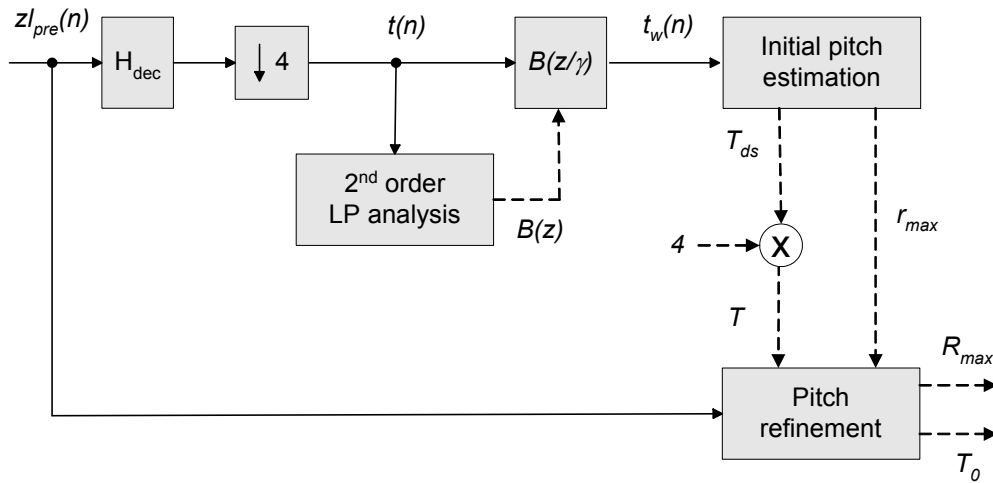 zl_pre(n)
H_dec
↓ 4
t(n)
B(z/γ)
t_w(n)
Initial pitch
estimation
2nd order
LP analysis
B(z)
T_ds
r_max
4
X
T
Pitch
refinement
R_max
T_0